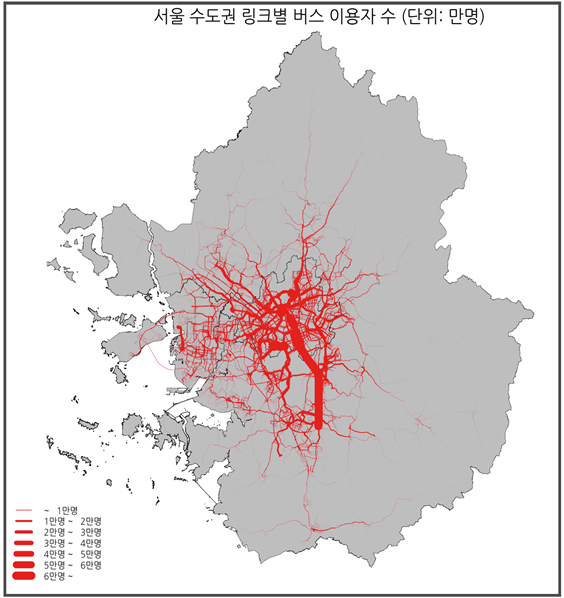 서울 수도권 링크별 버스 이용자 수 (단위: 만명)
~ 1만명
1만명 ~ 2만명
2만명 ~ 3만명
3만명 ~ 4만명
4만명 ~ 5만명
5만명 ~ 6만명
6만명 ~